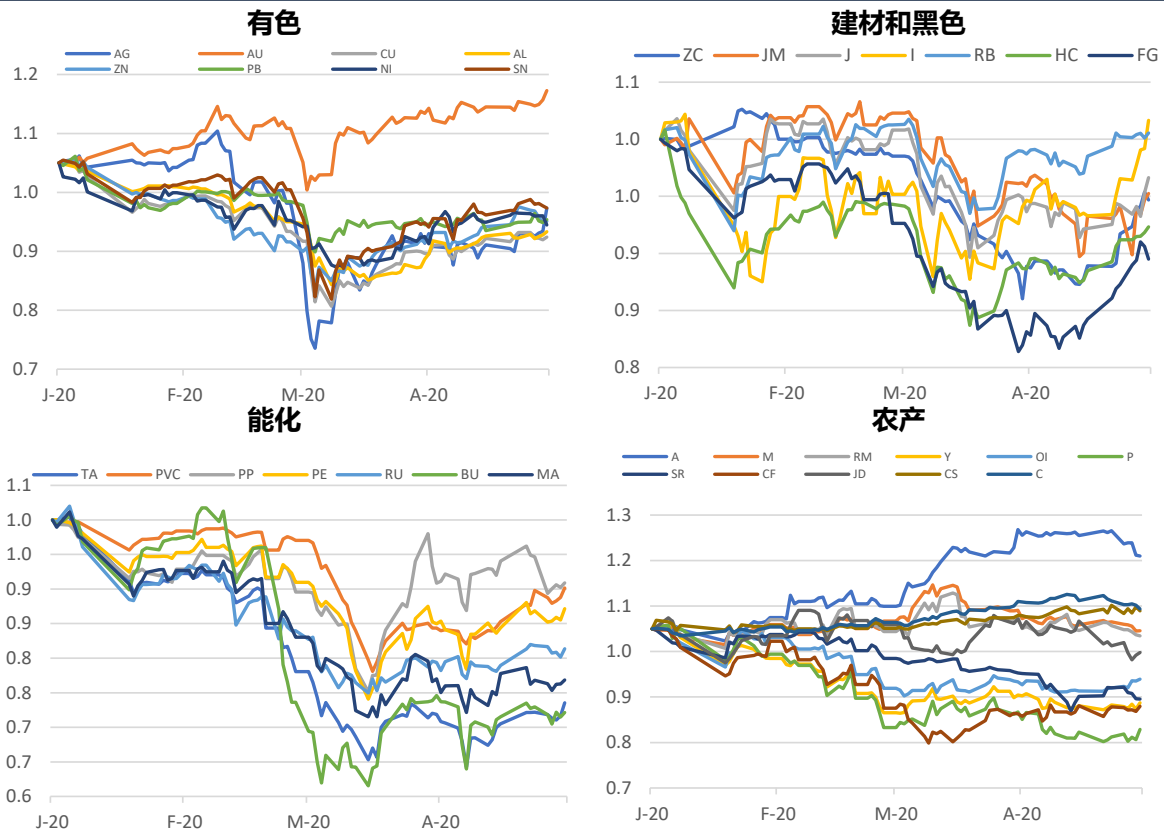 有色
AG AU CU AL
ZN PB NI SN
1.2
1.1
1.0
0.9
0.8
0.7
J-20 F-20 M-20 A-20
建材和黑色
ZC JM J I RB HC FG
1.1
1.0
1.0
0.9
0.9
0.8
J-20 F-20 M-20 A-20
能化
TA PVC PP PE RU BU MA
1.1
1.0
1.0
0.9
0.9
0.8
0.8
0.7
0.7
0.6
J-20 F-20 M-20 A-20
农产
A M RM Y OI P
SR CF JD CS C
1.3
1.2
1.1
1.0
0.9
0.8
0.7
J-20 F-20 M-20 A-20